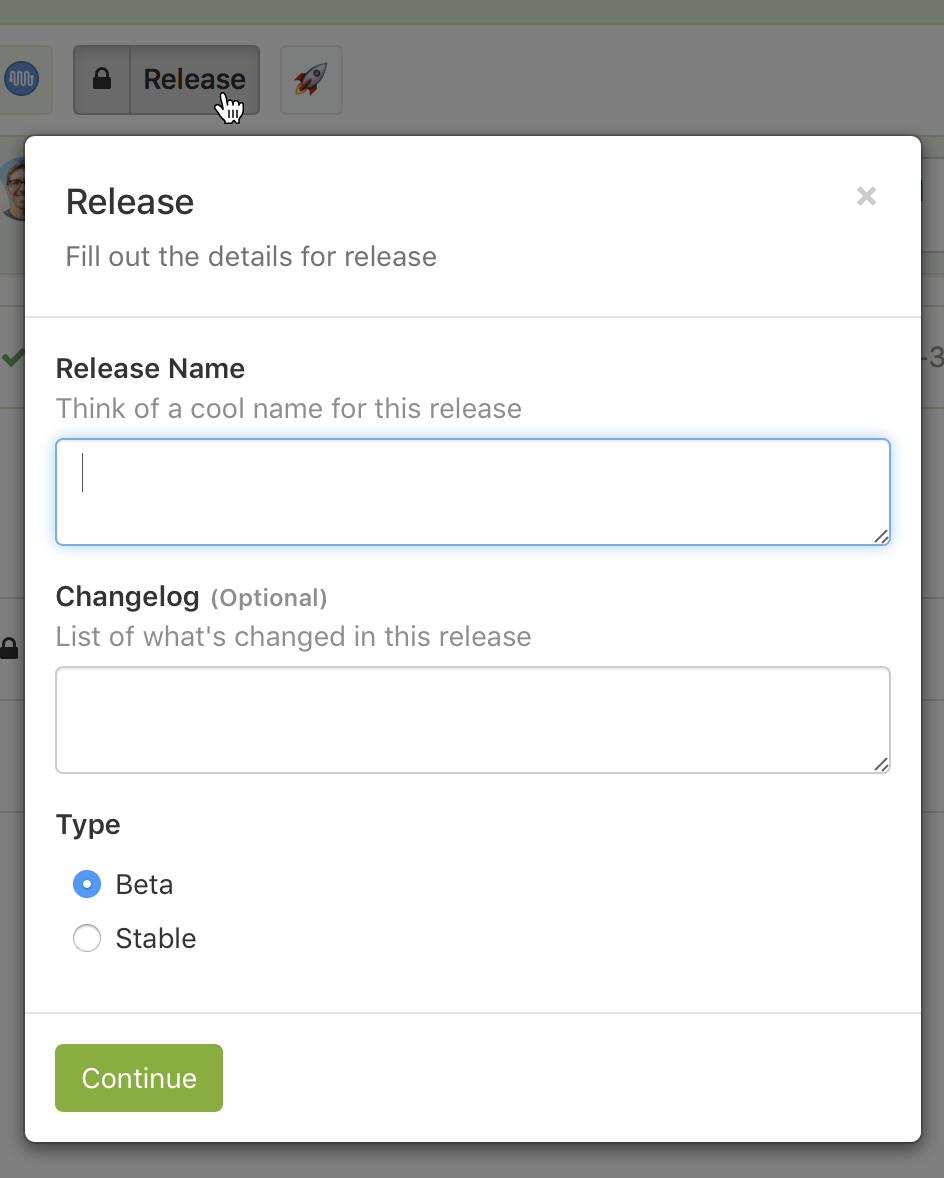 Release
Release
Fill out the details for release
-3
Release Name
Think of a cool name for this release
Changelog (Optional)
List of what's changed in this release
Type
Beta
Stable
Continue